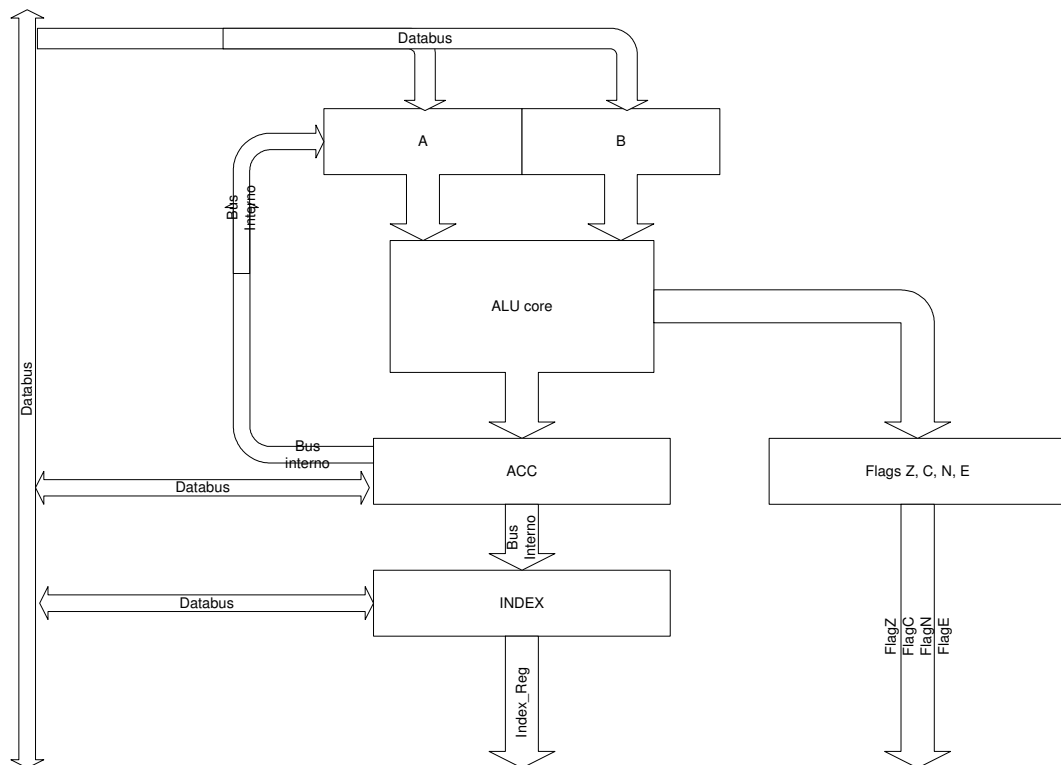 Databus
A
B
Bus
Interno
ALU core
Databus
Bus
interno
ACC
Flags Z, C, N, E
Databus
Bus
Interno
Databus
INDEX
FlagZ
FlagC
FlagN
FlagE
Index_Reg